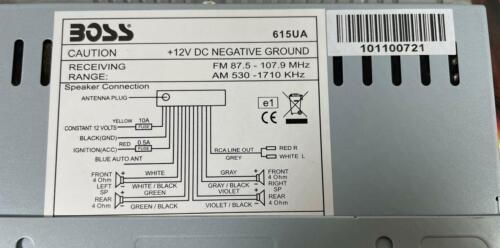 BOSS 615UA
CAUTION +12V DC NEGATIVE GROUND
RECEIVING FM 87.5 - 107.9 MHz
RANGE: AM 530 -1710 KHz
Speaker Connection
ANTENNA PLUG
e1
YELLOW 10A
CONSTANT 12 VOLTS FUSE
BLACK(GND)
RED 0.5A
IGNITION(ACC) FUSE
BLUE AUTO ANT
RCA LINE OUT RED R
GREY WHITE L
FRONT + WHITE GRAY + FRONT
4 Ohm - WHITE / BLACK GRAY / BLACK - 4 Ohm
LEFT RIGHT
SP SP
REAR + GREEN VIOLET + REAR
4 Ohm - GREEN / BLACK VIOLET / BLACK - 4 Ohm
101100721